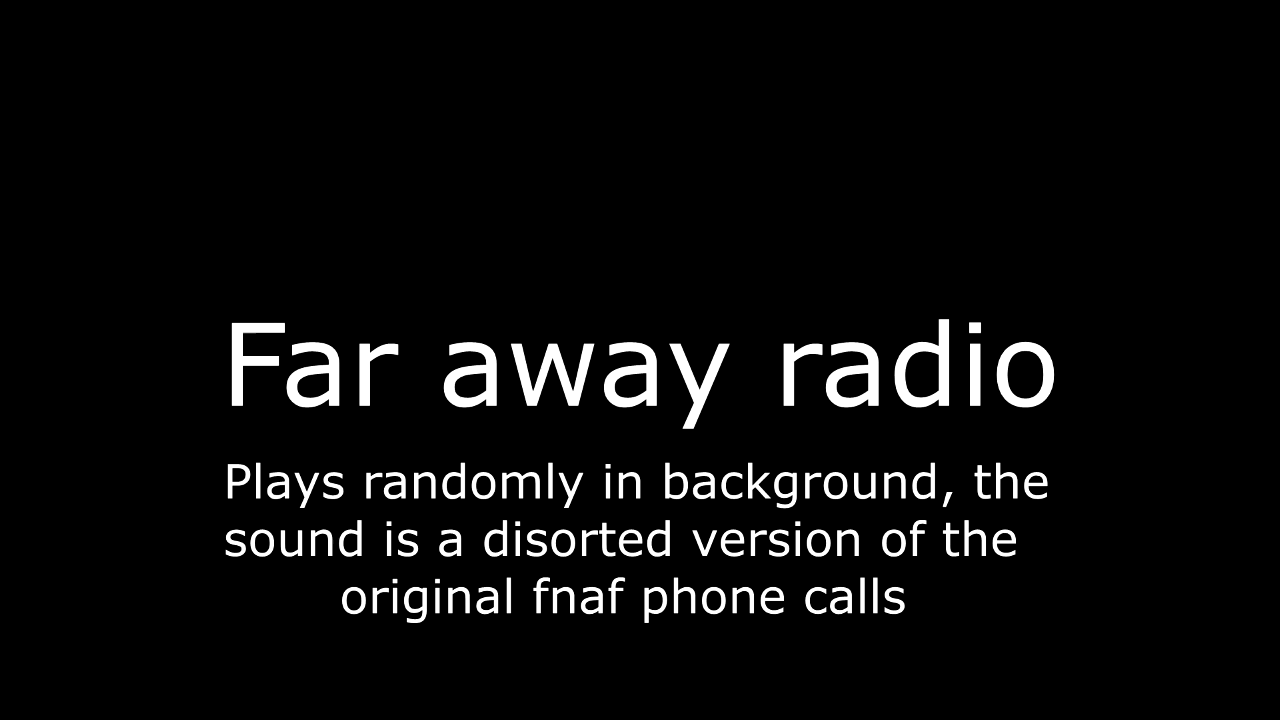 Far away radio
Plays randomly in background, the
sound is a disorted version of the
original fnaf phone calls